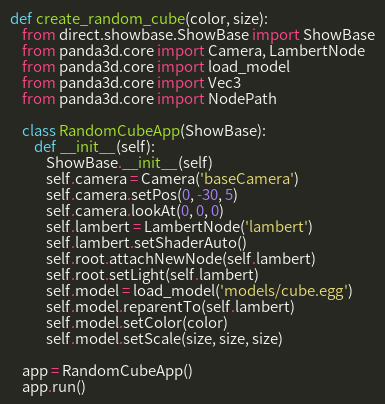 def create_random_cube(color, size):
    from direct.showbase.ShowBase import ShowBase
    from panda3d.core import Camera, LambertNode
    from panda3d.core import load_model
    from panda3d.core import Vec3
    from panda3d.core import NodePath

    class RandomCubeApp(ShowBase):
        def __init__(self):
            ShowBase.__init__(self)
            self.camera = Camera('baseCamera')
            self.camera.setPos(0, -30, 5)
            self.camera.lookAt(0, 0, 0)
            self.lambert = LambertNode('lambert')
            self.lambert.setShaderAuto()
            self.root.attachNewNode(self.lambert)
            self.root.setLight(self.lambert)
            self.model = load_model('models/cube.egg')
            self.model.reparentTo(self.lambert)
            self.model.setColor(color)
            self.model.setScale(size, size, size)

    app = RandomCubeApp()
    app.run()